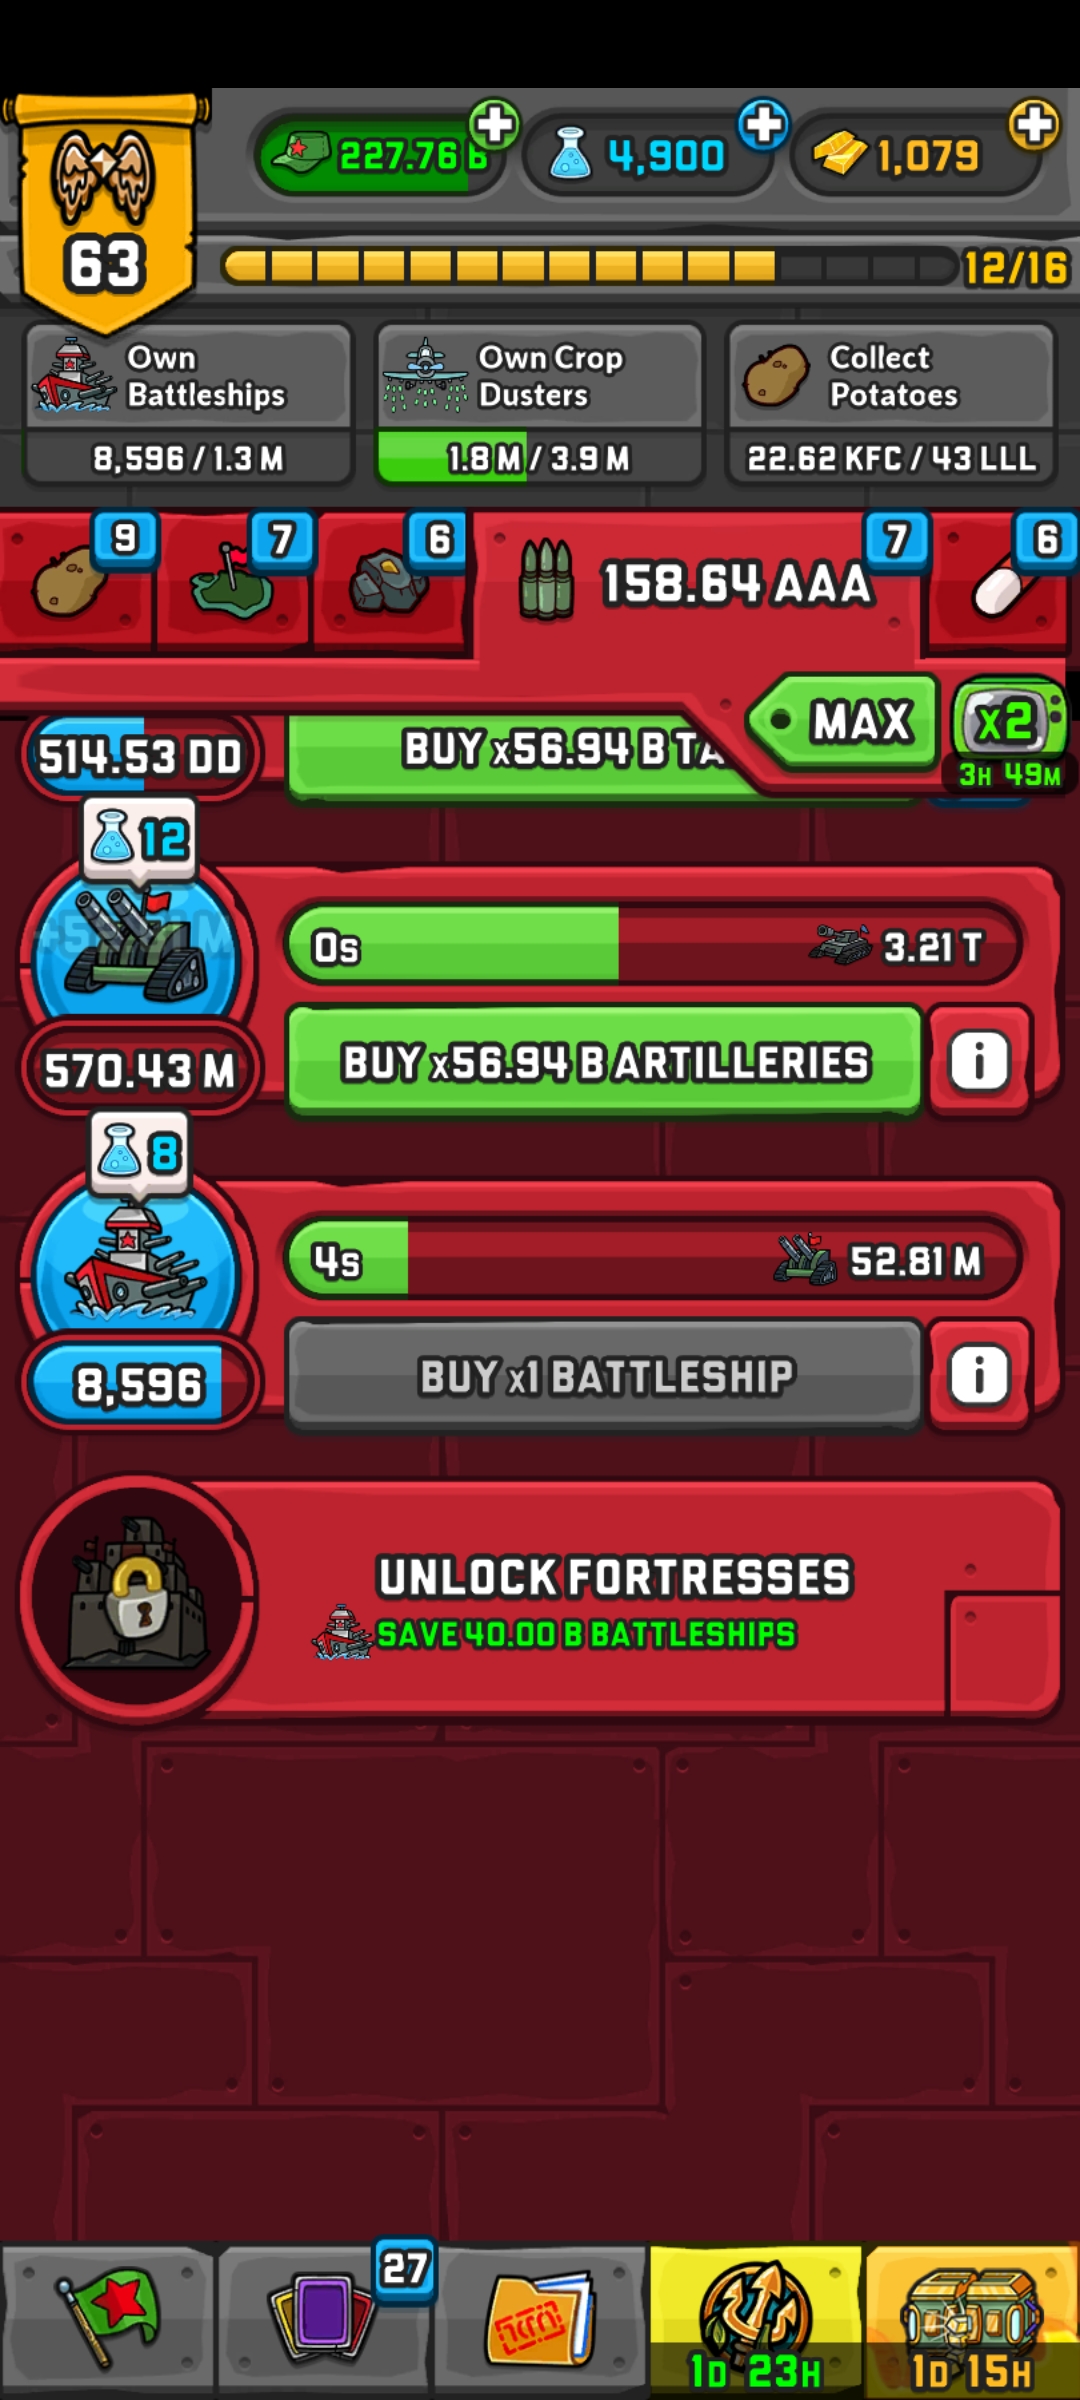 227.76 B
4,900
1,079
63
12/16
Own
Battleships
8,596 / 1.3 M
Own Crop
Dusters
1.8 M / 3.9 M
Collect
Potatoes
22.62 KFC / 43 LLL
9
7
6
158.64 AAA
7
6
MAX
x2
3H 49M
514.53 DD
BUY x56.94 B TA
12
0s
3.21 T
570.43 M
BUY x56.94 B ARTILLERIES
i
8
4s
52.81 M
8,596
BUY x1 BATTLESHIP
i
UNLOCK FORTRESSES
SAVE 40.00 B BATTLESHIPS
27
1D 23H
1D 15H